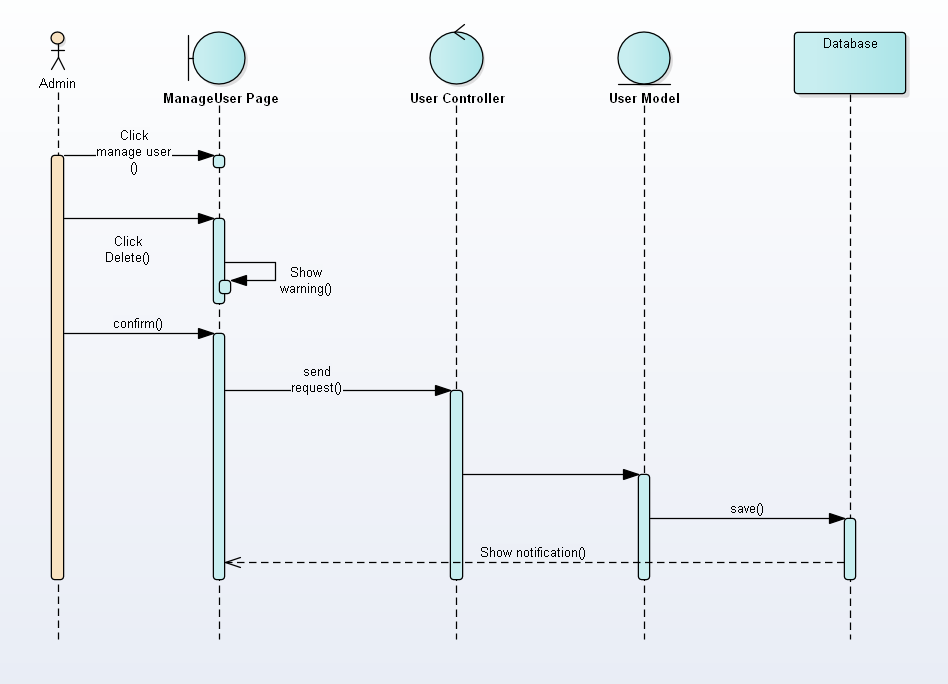 Database
Admin
ManageUser Page
User Controller
User Model
Click
manage user
()
Click
Delete()
Show
warning()
confirm()
send
request()
save()
Show notification()